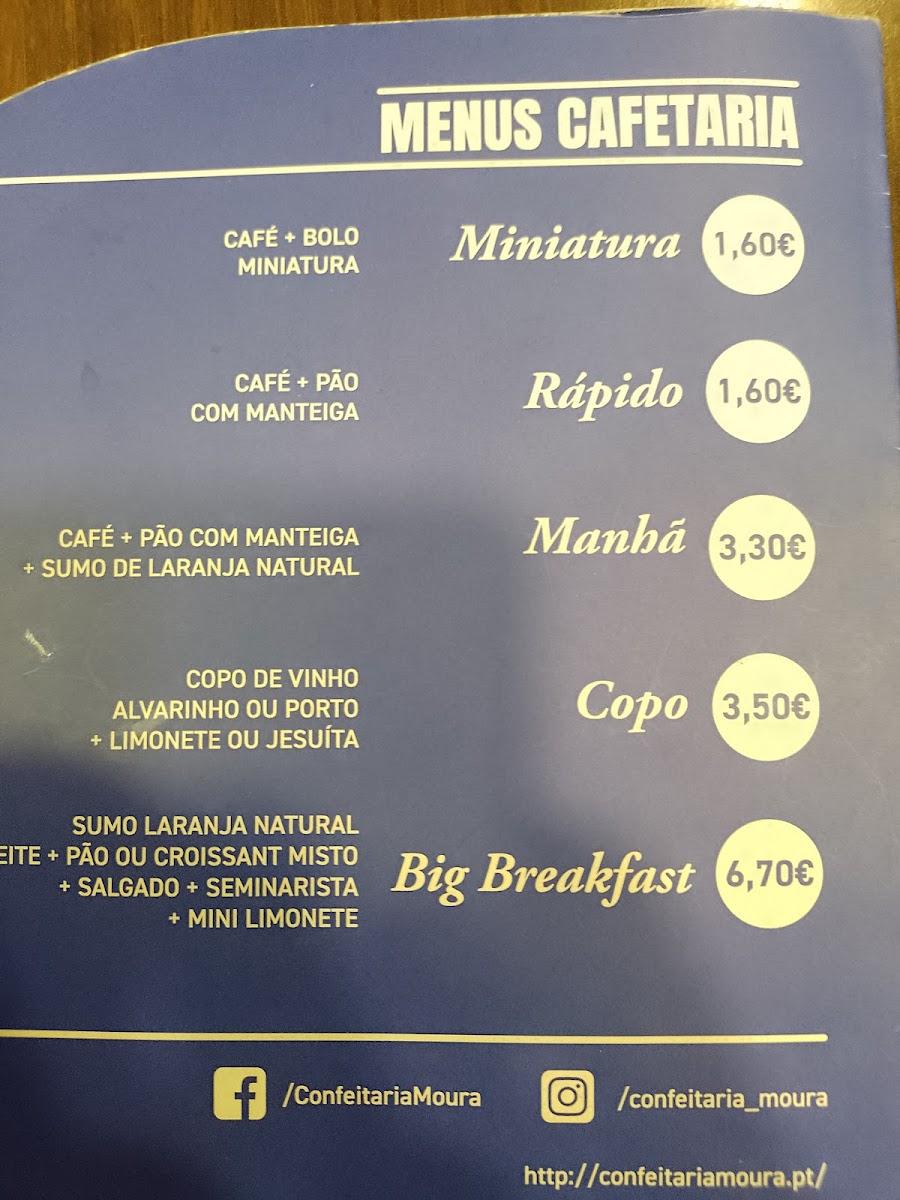 MENUS CAFETARIA
CAFÉ + BOLO
MINIATURA
Miniatura 1,60€
CAFÉ + PÃO
COM MANTEIGA
Rápido 1,60€
CAFÉ + PÃO COM MANTEIGA
+ SUMO DE LARANJA NATURAL
Manhã 3,30€
COPO DE VINHO
ALVARINHO OU PORTO
+ LIMONETE OU JESUÍTA
Copo 3,50€
SUMO LARANJA NATURAL
+ PÃO OU CROISSANT MISTO
+ SALGADO + SEMINARISTA
+ MINI LIMONETE
Big Breakfast 6,70€
/ConfeitariaMoura
/confeitaria_moura
http://confeitariamoura.pt/